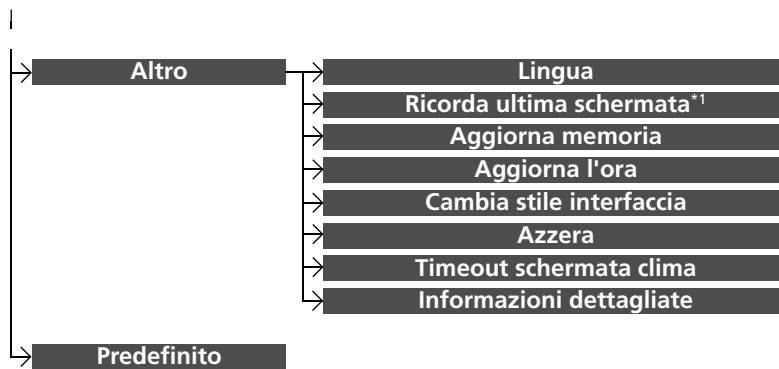 Altro
Lingua
Ricorda ultima schermata*1
Aggiorna memoria
Aggiorna l'ora
Cambia stile interfaccia
Azzera
Timeout schermata clima
Informazioni dettagliate
Predefinito